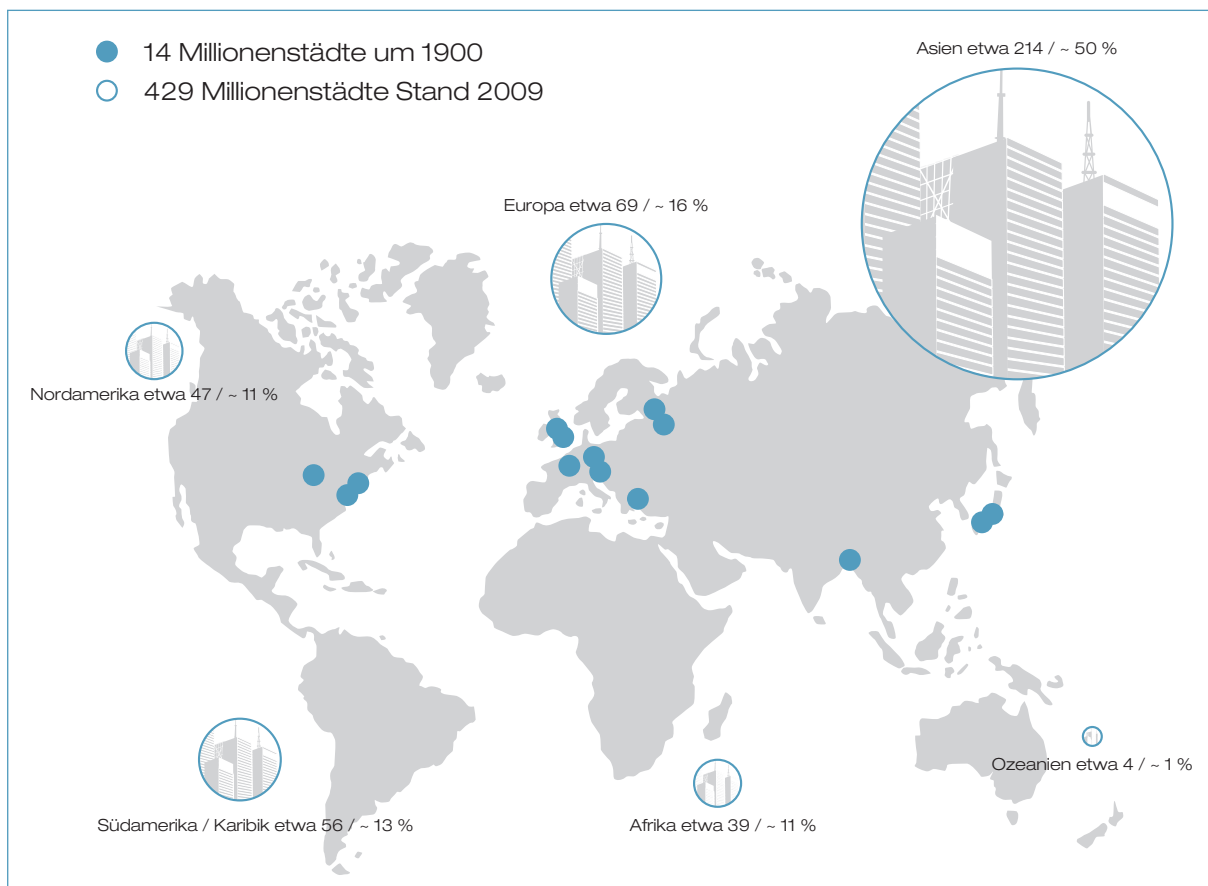 14 Millionenstädte um 1900
429 Millionenstädte Stand 2009
Asien etwa 214 / ~ 50 %
Europa etwa 69 / ~ 16 %
Nordamerika etwa 47 / ~ 11 %
Südamerika / Karibik etwa 56 / ~ 13 %
Afrika etwa 39 / ~ 11 %
Ozeanien etwa 4 / ~ 1 %